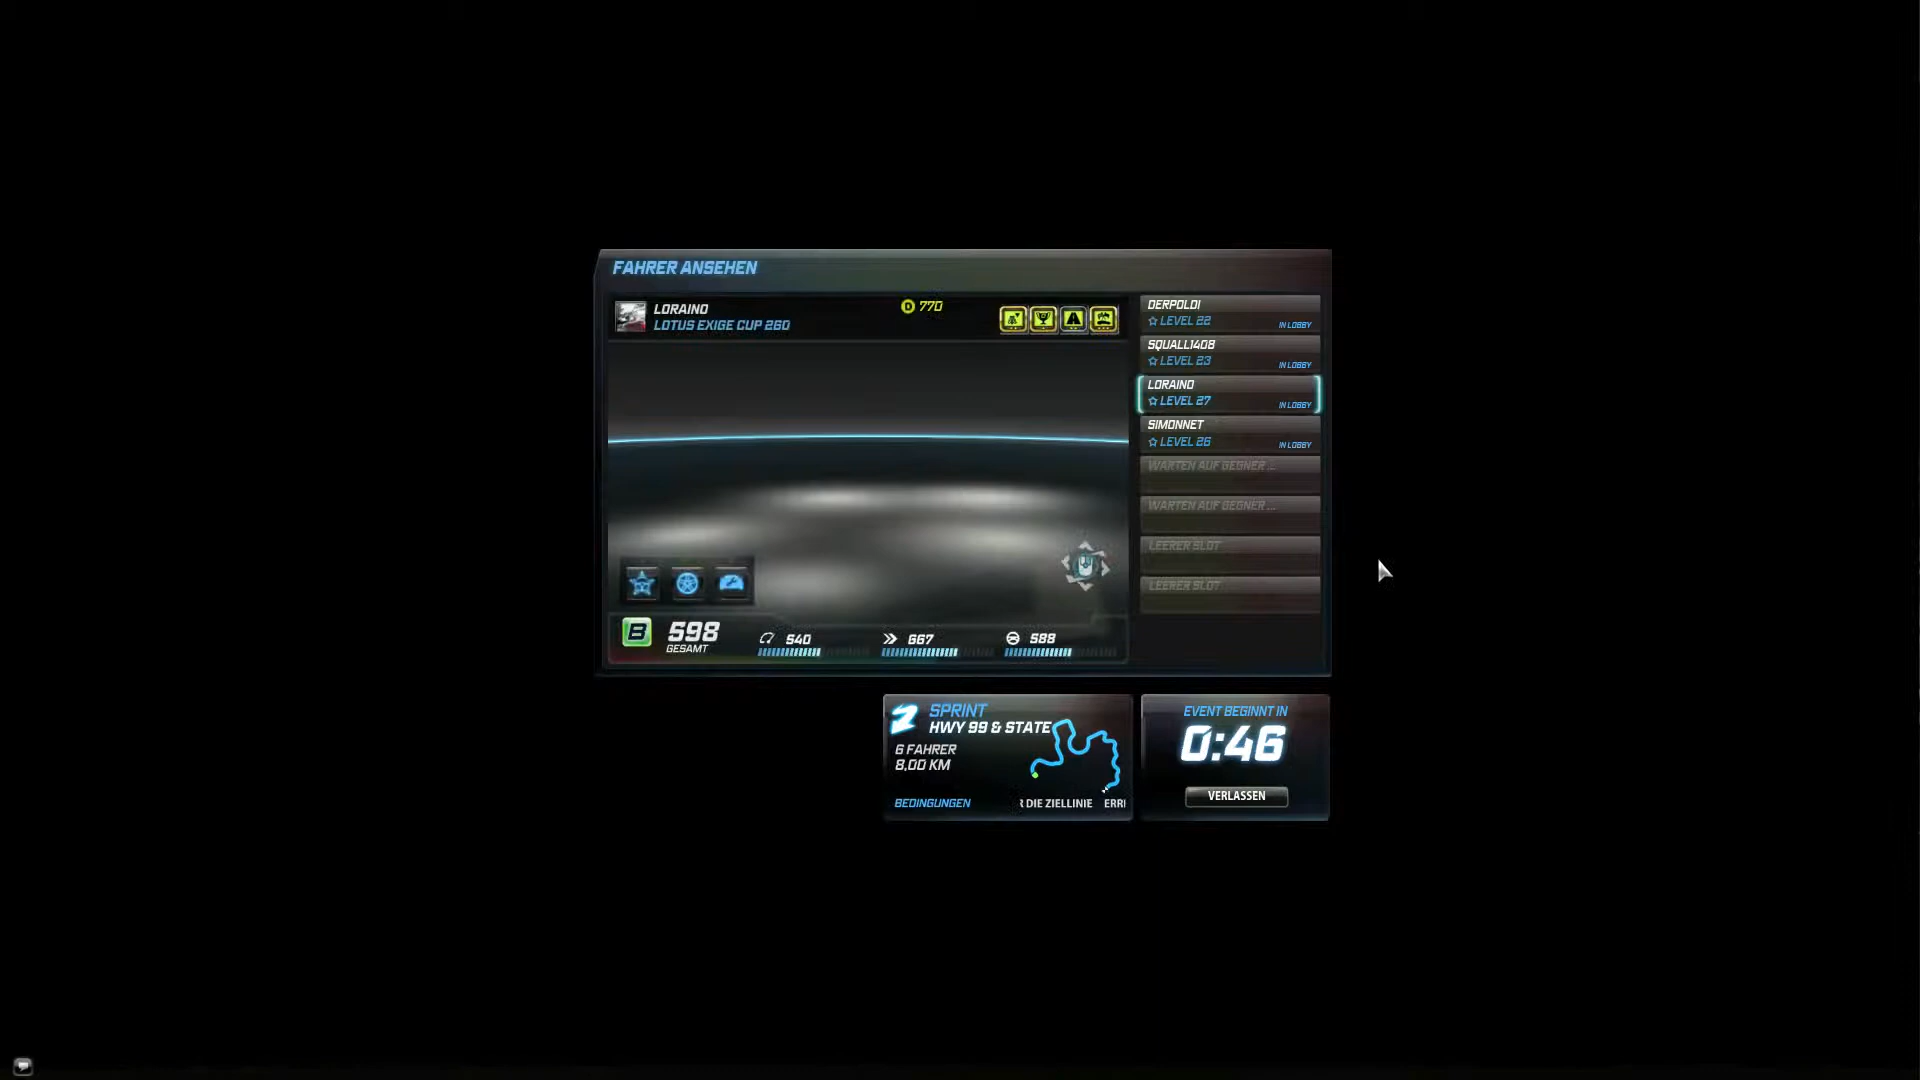 FAHRER ANSEHEN
LORAINO
LOTUS EXIGE CUP 260
770
DERPOLDI
LEVEL 22
IN LOBBY
SQUALL1408
LEVEL 23
IN LOBBY
LORAINO
LEVEL 27
IN LOBBY
SIMONNET
LEVEL 26
IN LOBBY
WARTEN AUF GEGNER ...
WARTEN AUF GEGNER ...
LEERER SLOT
LEERER SLOT
B
598
GESAMT
540
667
588
SPRINT
HWY 99 & STATE
6 FAHRER
8,00 KM
BEDINGUNGEN
R DIE ZIELLINIE ERRI
EVENT BEGINNT IN
0:46
VERLASSEN